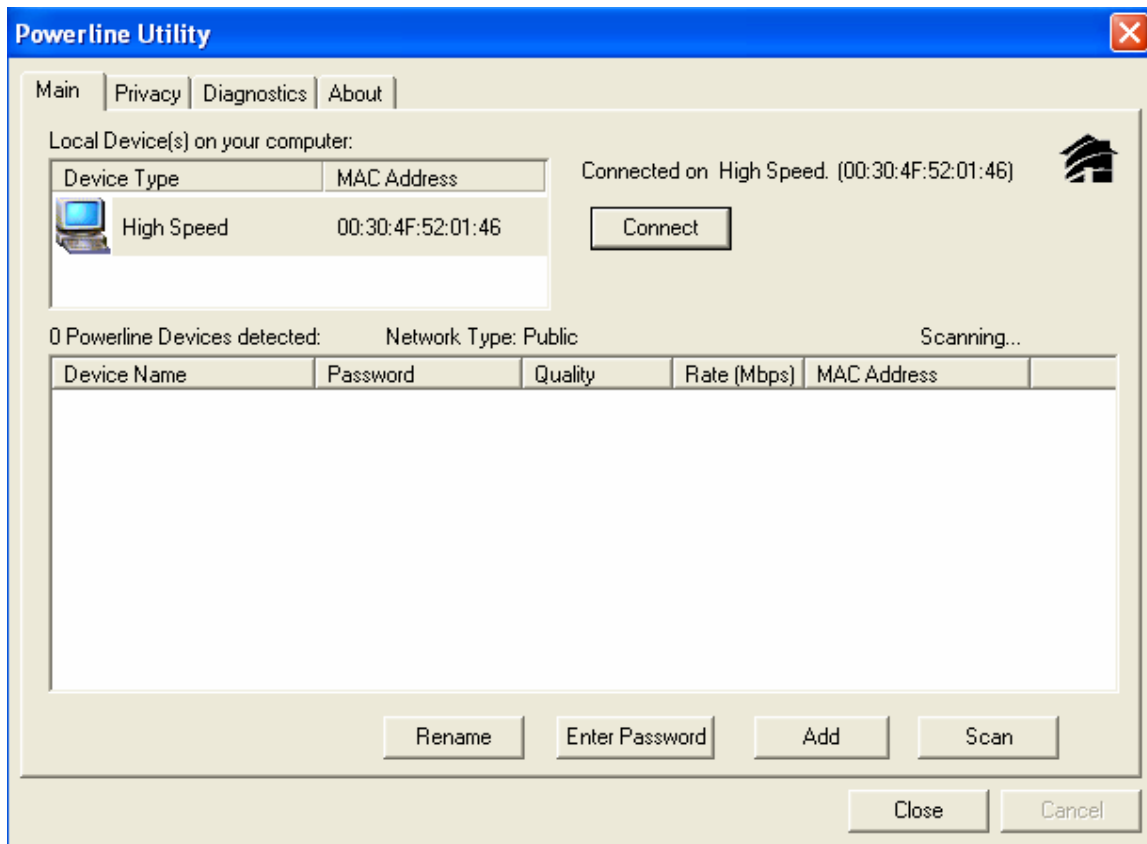 Powerline Utility
Main Privacy Diagnostics About
Local Device(s) on your computer:
Device Type MAC Address
High Speed 00:30:4F:52:01:46
Connected on High Speed. (00:30:4F:52:01:46)
Connect
0 Powerline Devices detected: Network Type: Public Scanning...
Device Name Password Quality Rate (Mbps) MAC Address
Rename Enter Password Add Scan
Close Cancel